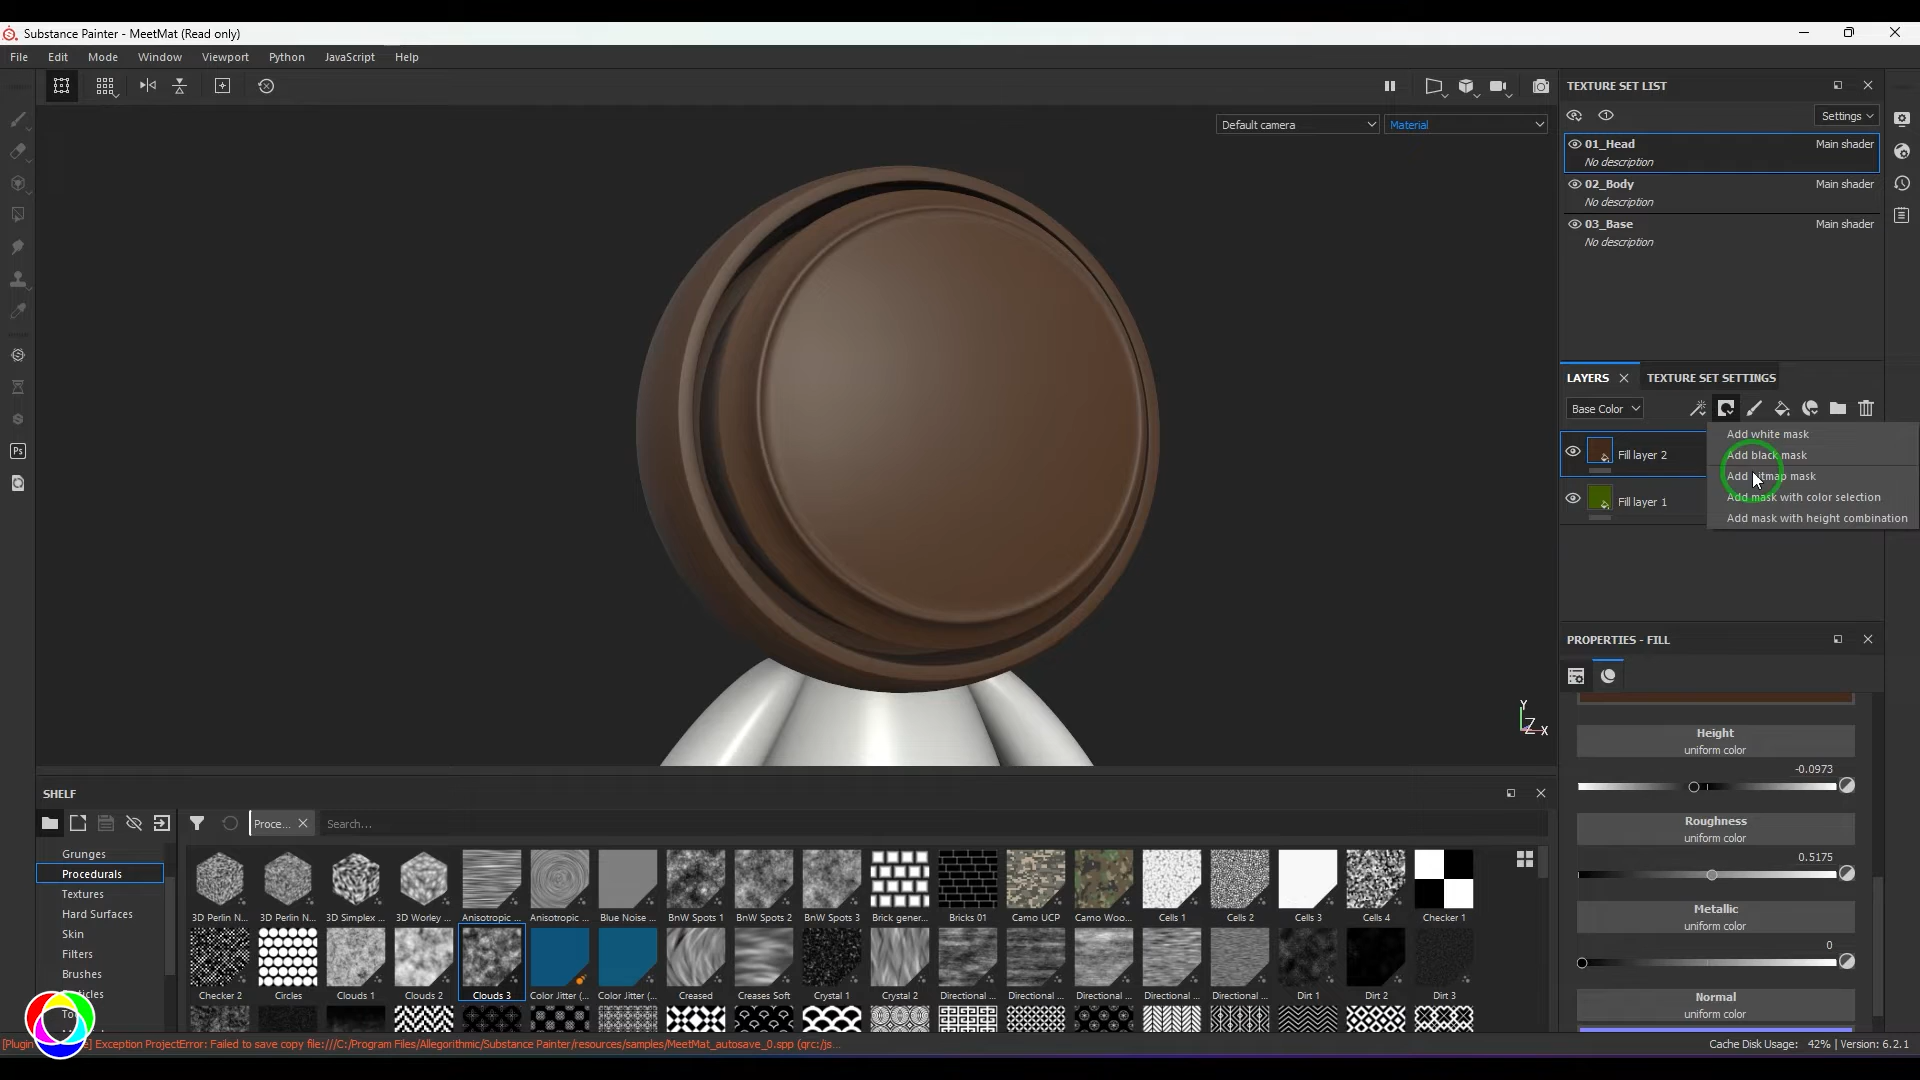 Substance Painter - MeetMat (Read only)
File Edit Mode Window Viewport Python JavaScript Help
TEXTURE SET LIST
Default camera
Material
Settings
01_Head Main shader
No description
02_Body Main shader
No description
03_Base Main shader
No description
LAYERS
TEXTURE SET SETTINGS
Base Color
Add white mask
Fill layer 2
Add black mask
Add bitmap mask
Add mask with color selection
Fill layer 1
Add mask with height combination
PROPERTIES - FILL
Height
uniform color
-0.0973
Roughness
uniform color
0.5175
Metallic
uniform color
0
Normal
uniform color
Y
Z
X
Ps
SHELF
Proce...
Search...
Grunges
Procedurals
Textures
Hard Surfaces
Skin
Filters
Brushes
3D Perlin N... 3D Perlin N... 3D Simplex ... 3D Worley ... Anisotropic ... Anisotropic ... Blue Noise ... BnW Spots 1 BnW Spots 2 BnW Spots 3 Brick gener... Bricks 01 Camo UCP Camo Woo... Cells 1 Cells 2 Cells 3 Cells 4 Checker 1
Checker 2 Circles Clouds 1 Clouds 2 Clouds 3 Color Jitter (... Color Jitter (... Creased Creases Soft Crystal 1 Crystal 2 Directional ... Directional ... Directional ... Directional ... Directional ... Dirt 1 Dirt 2 Dirt 3
[Plugin e] Exception ProjectError: Failed to save copy file:///C:/Program Files/Allegorithmic/Substance Painter/resources/samples/MeetMat_autosave_0.spp (qrc:/js...
Cache Disk Usage: 42% | Version: 6.2.1